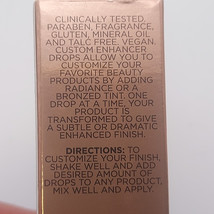 CLINICALLY TESTED.
PARABEN, FRAGRANCE,
GLUTEN, MINERAL OIL,
AND TALC FREE. VEGAN.
CUSTOM ENHANCER
DROPS ALLOW YOU TO
CUSTOMIZE YOUR
FAVORITE BEAUTY
PRODUCTS BY ADDING
RADIANCE OR A
BRONZED TINT. ONE
DROP AT A TIME, YOUR
PRODUCT IS
TRANSFORMED TO GIVE
A SUBTLE OR DRAMATIC
ENHANCED FINISH.
DIRECTIONS: TO
CUSTOMIZE YOUR FINISH,
SHAKE WELL AND ADD
DESIRED AMOUNT OF
DROPS TO ANY PRODUCT.
MIX WELL AND APPLY.